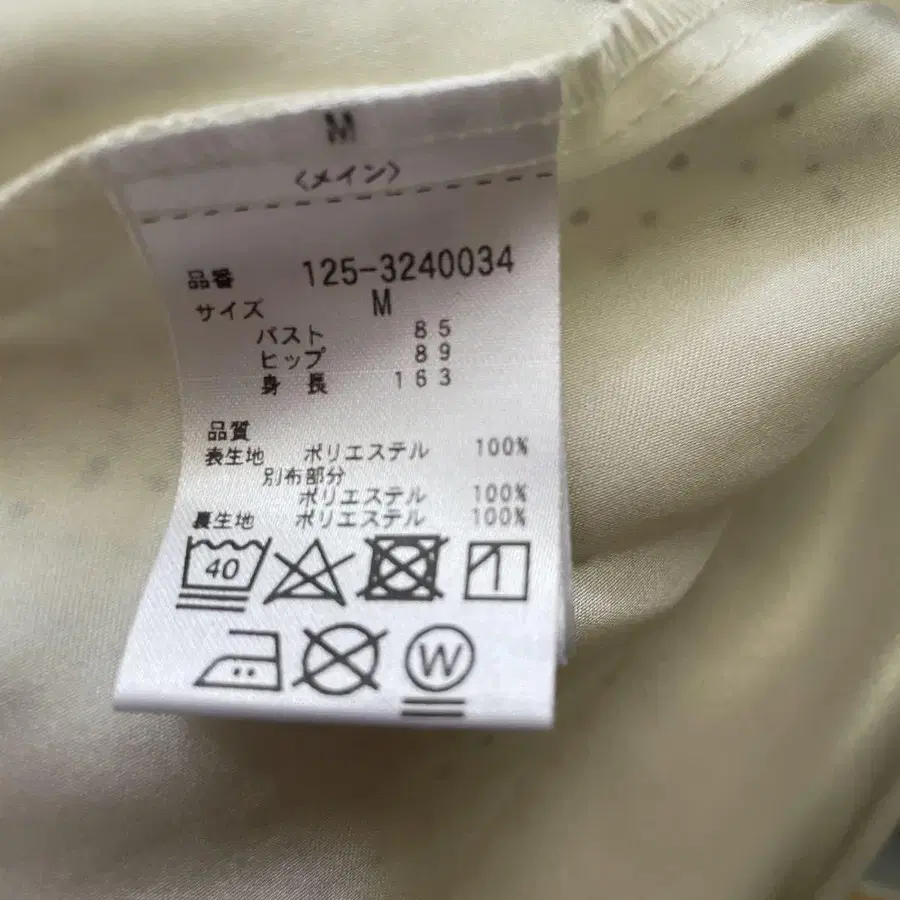 M
〈メイン〉
品番 125-3240034
サイズ M
バスト 85
ヒップ 89
身長 163
品質
表生地 ポリエステル 100%
別布部分
ポリエステル 100%
裏生地 ポリエステル 100%
40
W